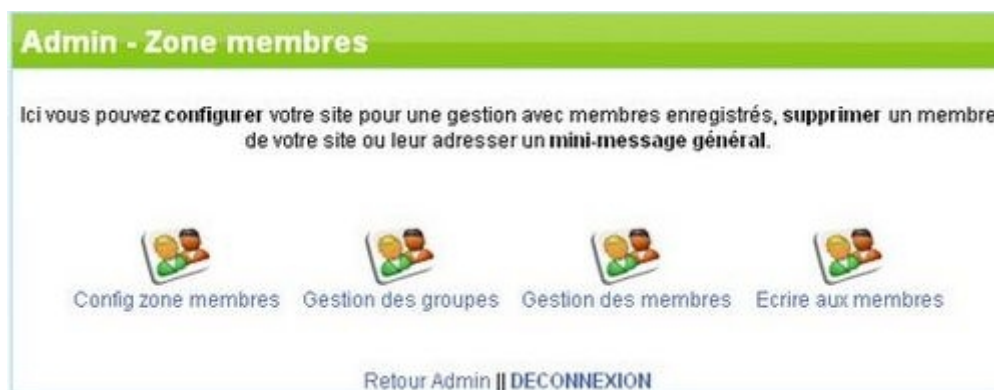 Admin - Zone membres
Ici vous pouvez configurer votre site pour une gestion avec membres enregistrés, supprimer un membre
de votre site ou leur adresser un mini-message général.
Config zone membres Gestion des groupes Gestion des membres Ecrire aux membres
Retour Admin || DECONNEXION